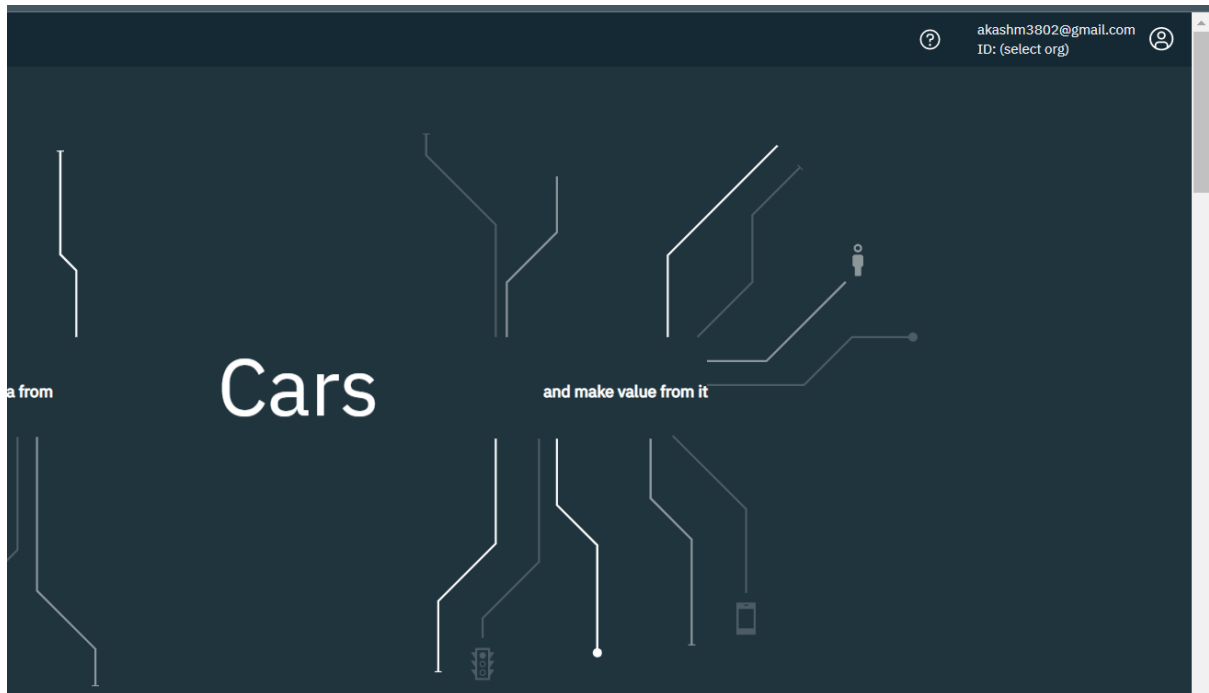 akashm3802@gmail.com
ID: (select org)
a from
Cars
and make value from it